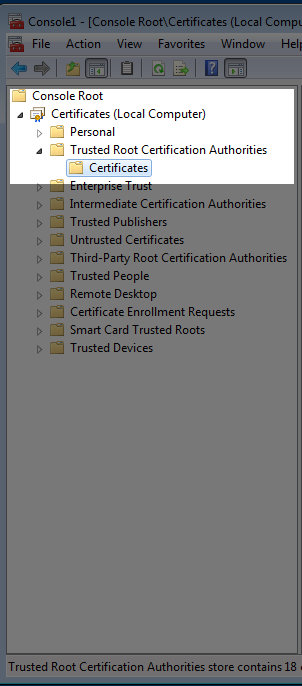 Console1 - [Console Root\Certificates (Local Compute
File Action View Favorites Window Help
Console Root
Certificates (Local Computer)
Personal
Trusted Root Certification Authorities
Certificates
Enterprise Trust
Intermediate Certification Authorities
Trusted Publishers
Untrusted Certificates
Third-Party Root Certification Authorities
Trusted People
Remote Desktop
Certificate Enrollment Requests
Smart Card Trusted Roots
Trusted Devices
Trusted Root Certification Authorities store contains 18